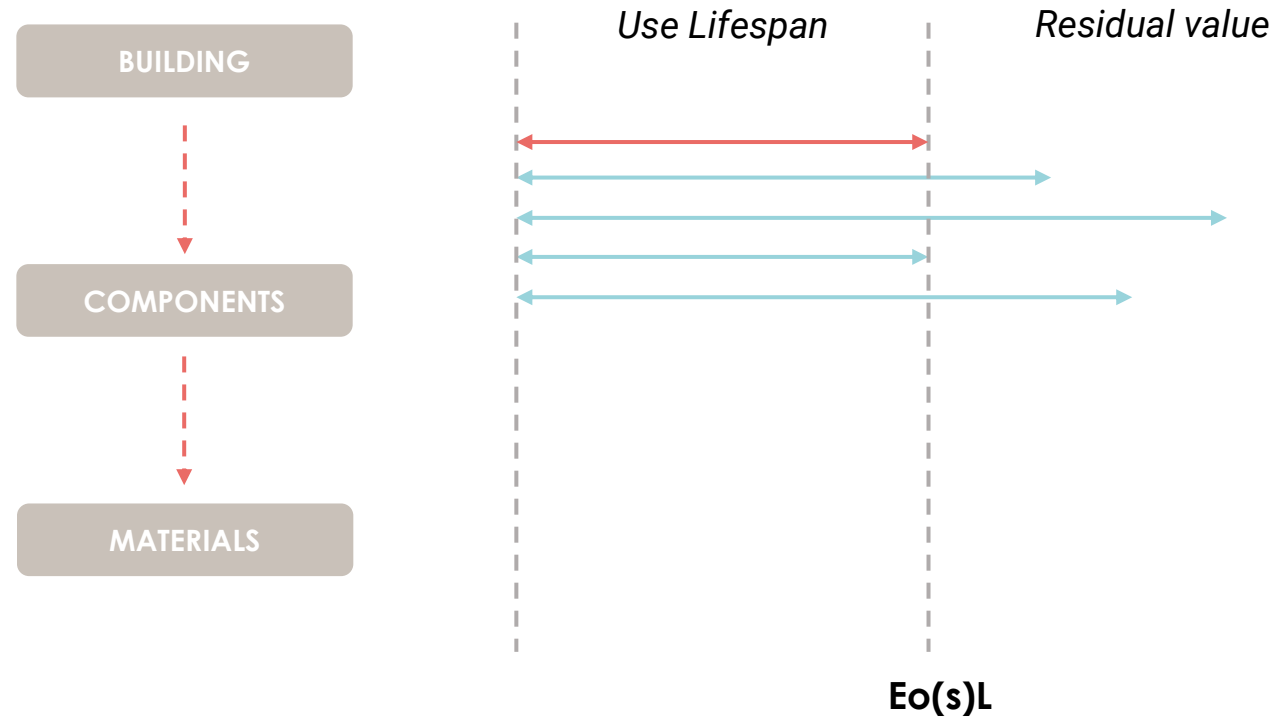 Use Lifespan
Residual value
BUILDING
COMPONENTS
MATERIALS
Eo(s)L